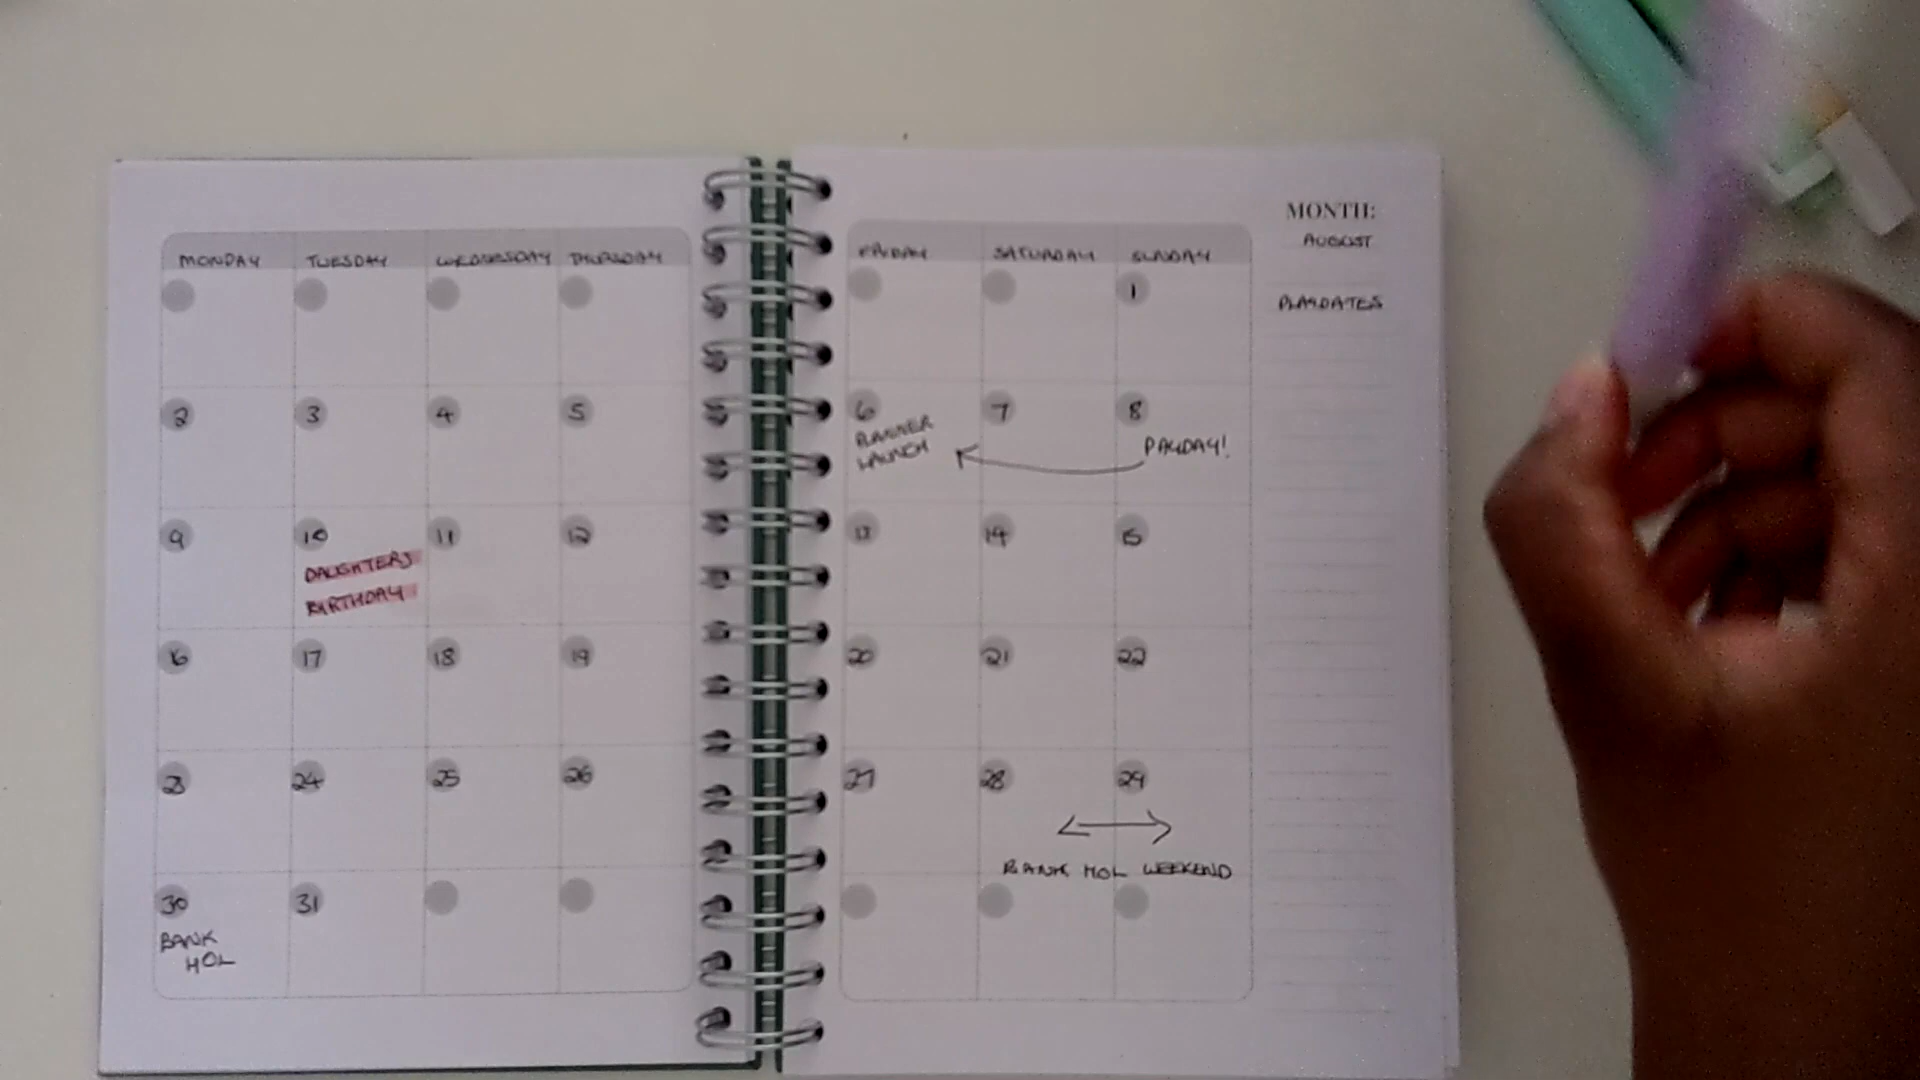 MONDAY TUESDAY WEDNESDAY THURSDAY FRIDAY SATURDAY SUNDAY
MONTH:
AUGUST
PLAYDATES
1
2 3 4 5 6 7 8
PLANNER
LAUNCH
PAYDAY!
9 10 11 12 13 14 15
DAUGHTERS
BIRTHDAY
16 17 18 19 20 21 22
23 24 25 26 27 28 29
BANK HOL WEEKEND
30 31
BANK
HOL